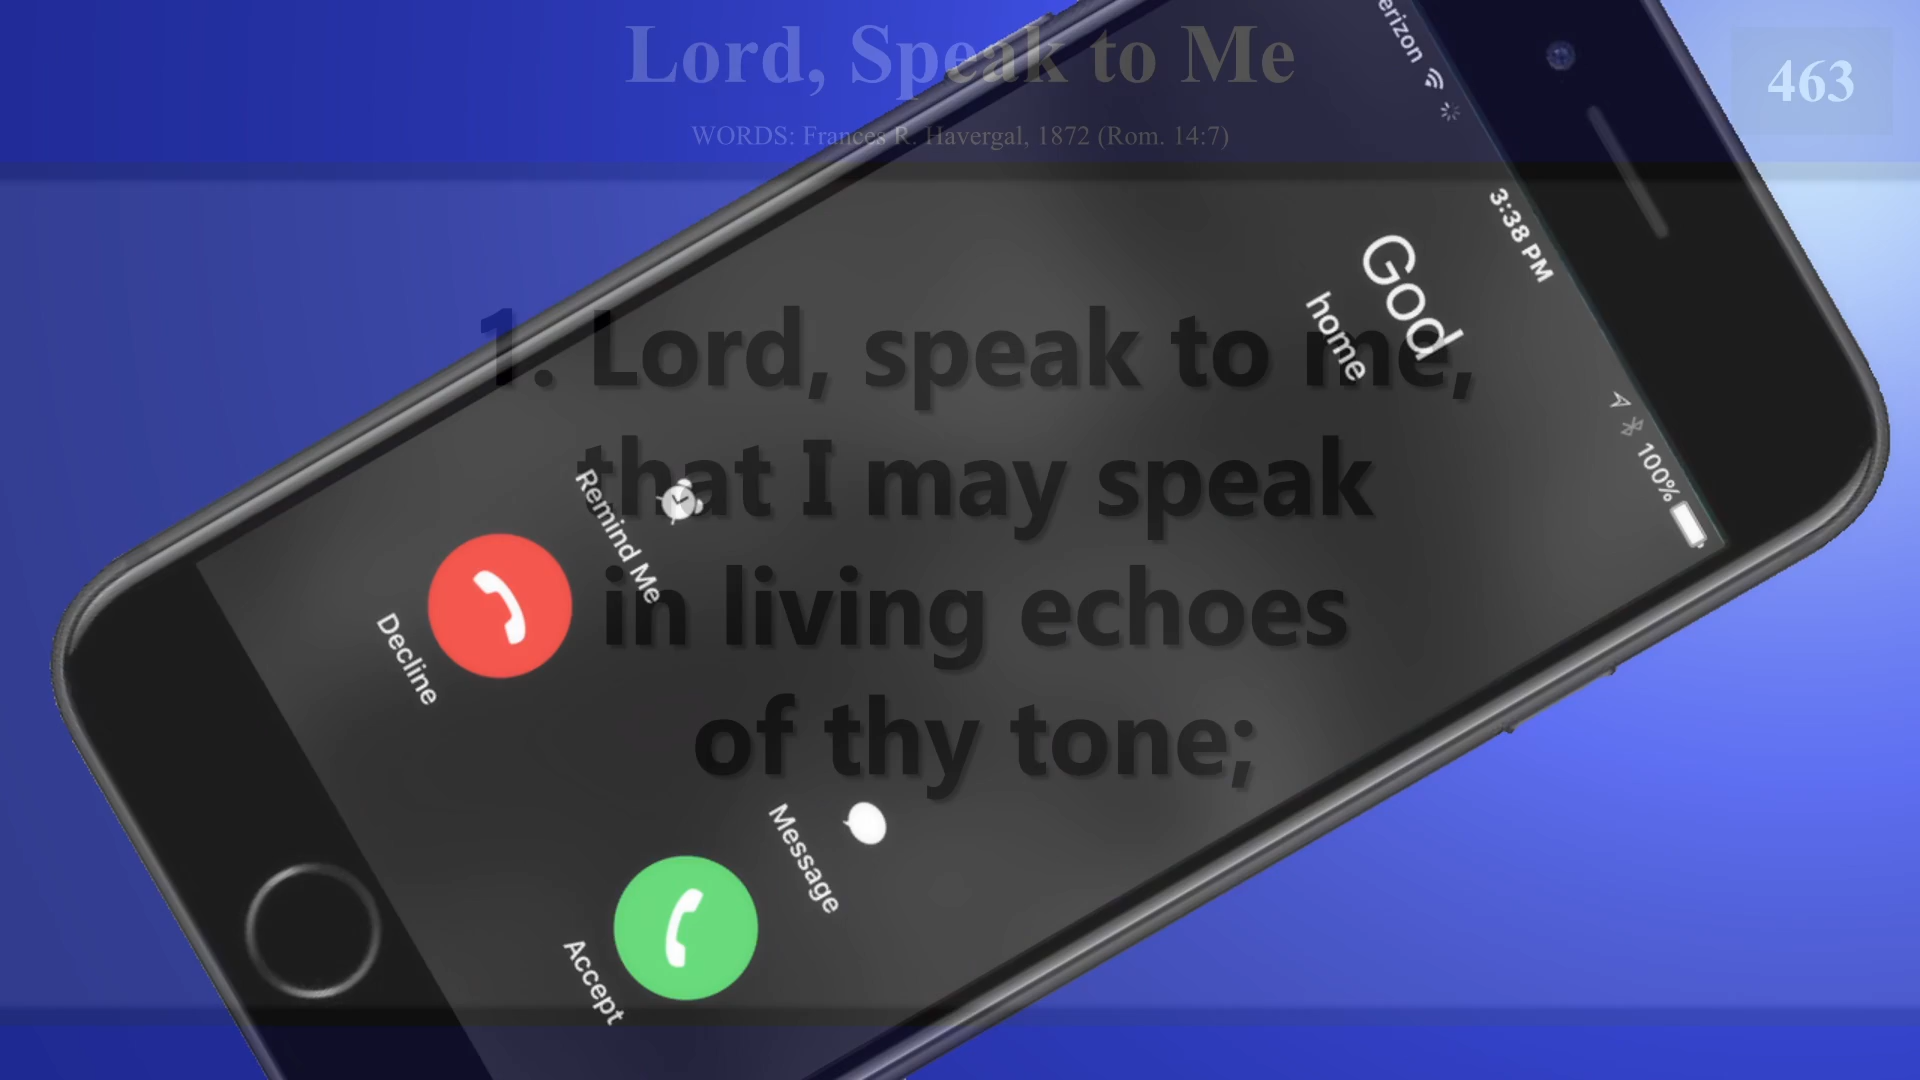 Lord, Speak to Me
463
WORDS: Frances R. Havergal, 1872 (Rom. 14:7)
1. Lord, speak to me,
that I may speak
in living echoes
of thy tone;
erizon
3:38 PM
100%
God
home
Remind Me
Message
Decline
Accept